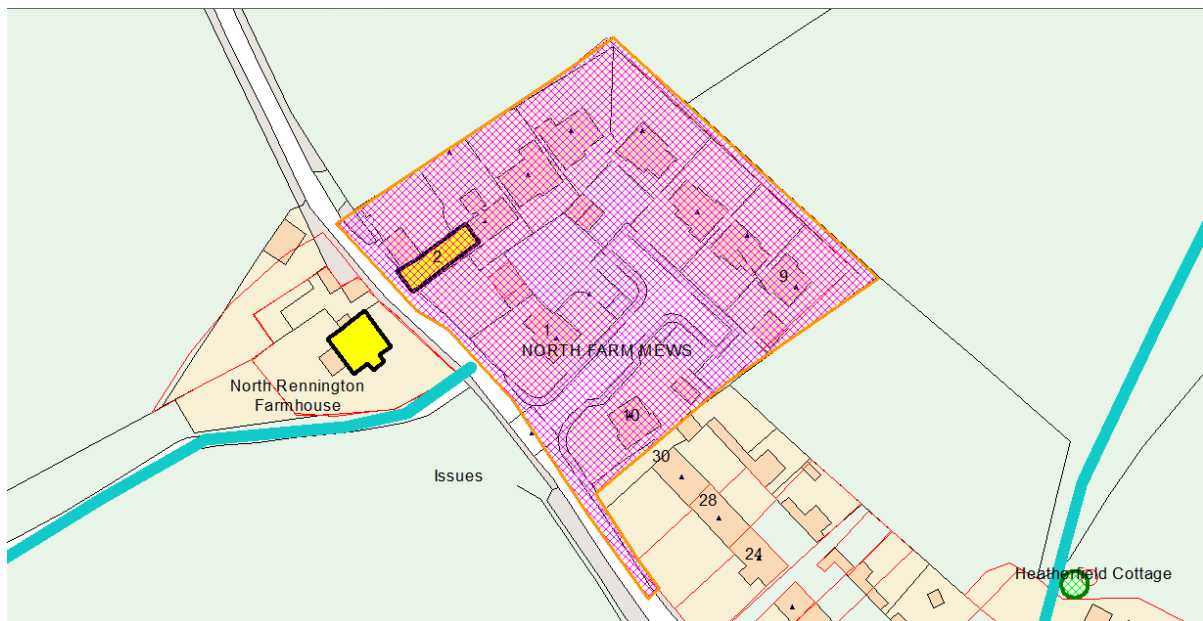 2
9
1
NORTH FARM MEWS
North Rennington
Farmhouse
10
30
Issues
28
24
Heatherfield Cottage